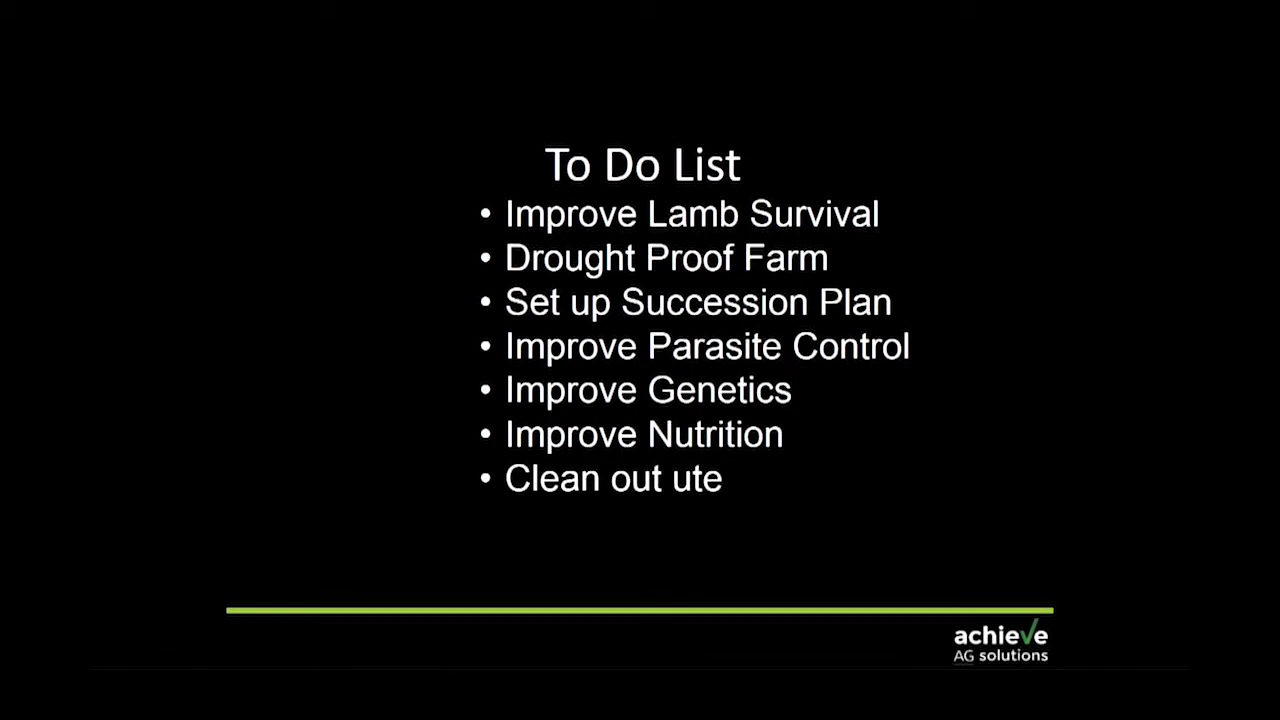 To Do List
• Improve Lamb Survival
• Drought Proof Farm
• Set up Succession Plan
• Improve Parasite Control
• Improve Genetics
• Improve Nutrition
• Clean out ute
achieve
AG solutions